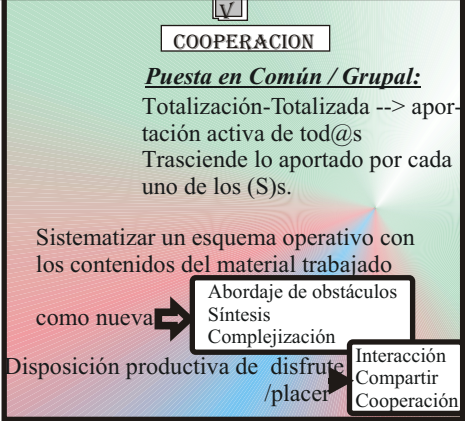 V
COOPERACION
Puesta en Común / Grupal:
Totalización-Totalizada --> apor-
tación activa de tod@s
Trasciende lo aportado por cada
uno de los (S)s.
Sistematizar un esquema operativo con
los contenidos del material trabajado
como nueva
Abordaje de obstáculos
Síntesis
Complejización
Disposición productiva de disfrute
/placer
Interacción
Compartir
Cooperación